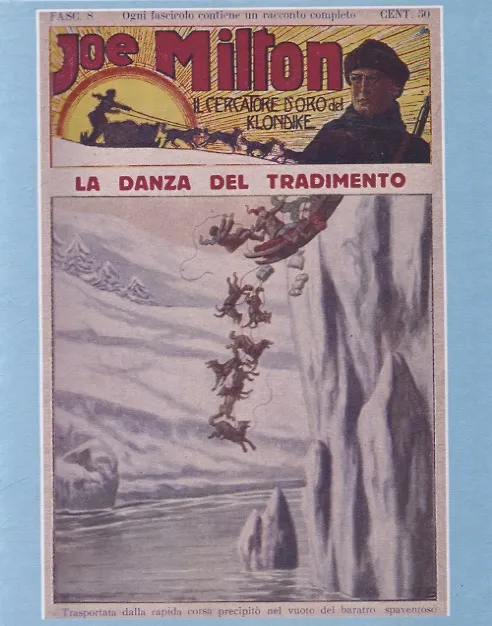 FASC. 8. Ogni fascicolo contiene un racconto completo CENT. 50
Joe Milton
IL CERCATORE D'ORO del
KLONDIKE
LA DANZA DEL TRADIMENTO
Trasportata dalla rapida corsa precipitò nel vuoto del baratro spaventoso